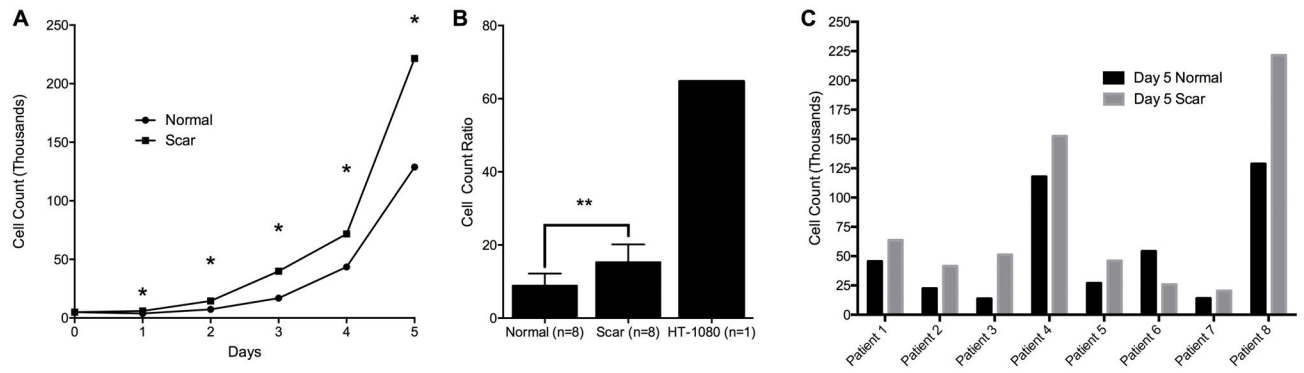 A
250
200
150
100
50
0
Cell Count (Thousands)
Normal
Scar
*
*
*
*
*
0 1 2 3 4 5
Days
B
80
60
40
20
0
Cell Count Ratio
**
Normal (n=8) Scar (n=8) HT-1080 (n=1)
C
250
225
200
175
150
125
100
75
50
25
0
Cell Count (Thousands)
Day 5 Normal
Day 5 Scar
Patient 1
Patient 2
Patient 3
Patient 4
Patient 5
Patient 6
Patient 7
Patient 8